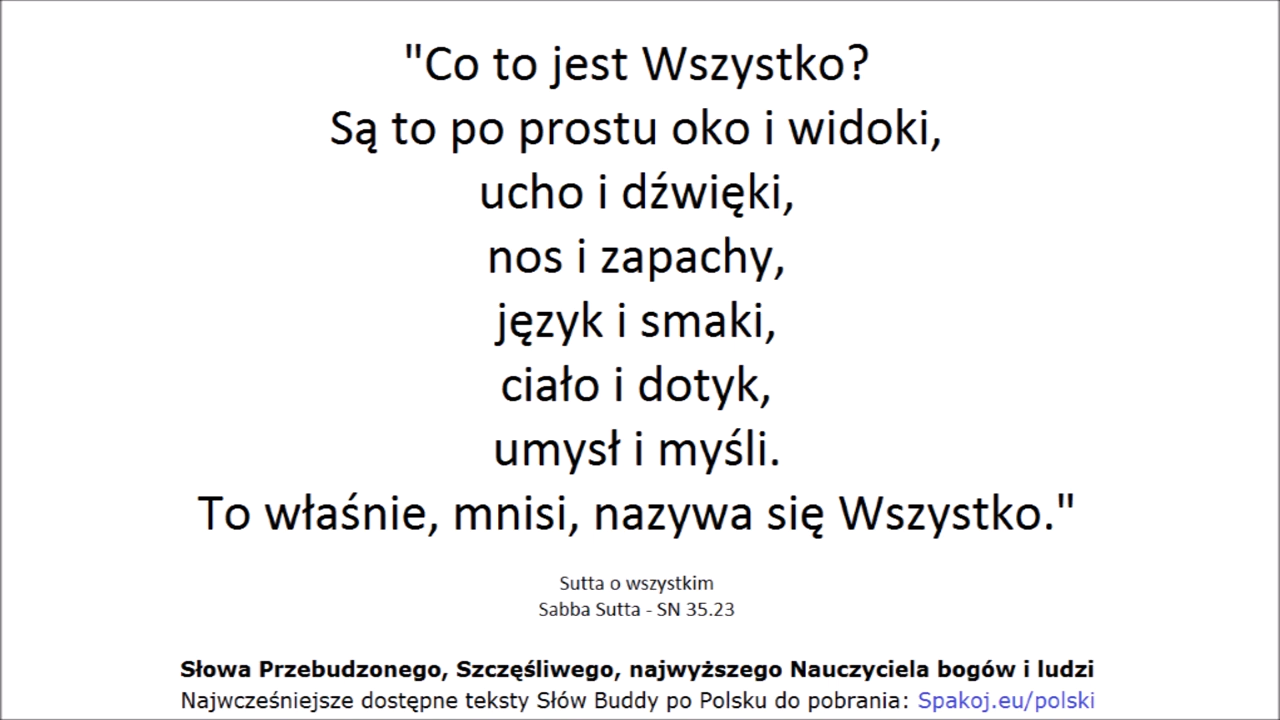 "Co to jest Wszystko?
Są to po prostu oko i widoki,
ucho i dźwięki,
nos i zapachy,
język i smaki,
ciało i dotyk,
umysł i myśli.
To właśnie, mnisi, nazywa się Wszystko."
Sutta o wszystkim
Sabba Sutta - SN 35.23
Słowa Przebudzonego, Szczęśliwego, najwyższego Nauczyciela bogów i ludzi
Najwcześniejsze dostępne teksty Słów Buddy po Polsku do pobrania: Spakoj.eu/polski